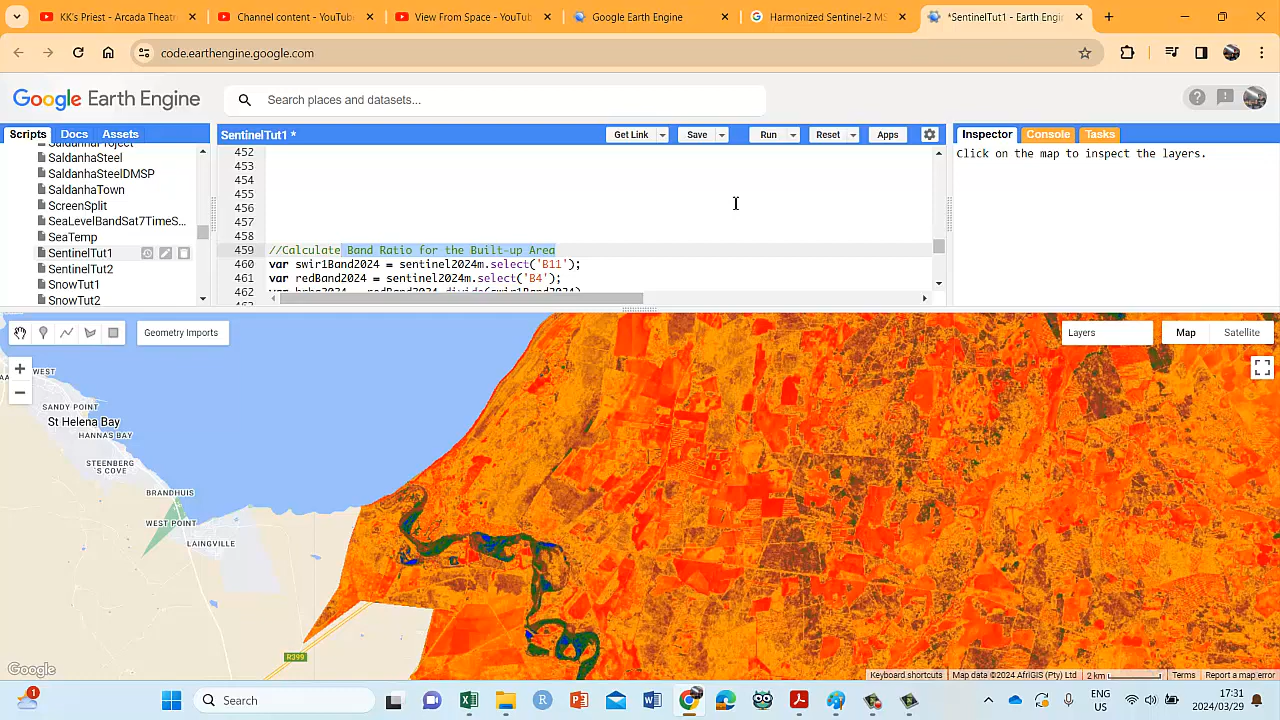 KK's Priest - Arcada Theatr
Channel content - YouTube
View From Space - YouTub
Google Earth Engine
Harmonized Sentinel-2 MS
*SentinelTut1 - Earth Engin
code.earthengine.google.com
Google Earth Engine
Search places and datasets...
Scripts
Docs
Assets
SaldanhaProject
SaldanhaSteel
SaldanhaSteelDMSP
SaldanhaTown
ScreenSplit
SeaLevelBandSat7TimeS...
SeaTemp
SentinelTut1
SentinelTut2
SnowTut1
SnowTut2
SentinelTut1 *
Get Link
Save
Run
Reset
Apps
452
453
454
455
456
457
458
459 //Calculate Band Ratio for the Built-up Area
460 var swir1Band2024 = sentinel2024m.select('B11');
461 var redBand2024 = sentinel2024m.select('B4');
462
Inspector
Console
Tasks
Click on the map to inspect the layers.
Geometry Imports
Layers
Map
Satellite
WEST
SANDY POINT
St Helena Bay
HANNAS BAY
STEENBERG'S COVE
BRANDHUIS
WEST POINT
LAINGVILLE
R399
Google
Keyboard shortcuts
Map data ©2024 AfriGIS (Pty) Ltd
2 km
Terms
Report a map error
1
Search
ENG
US
17:31
2024/03/29